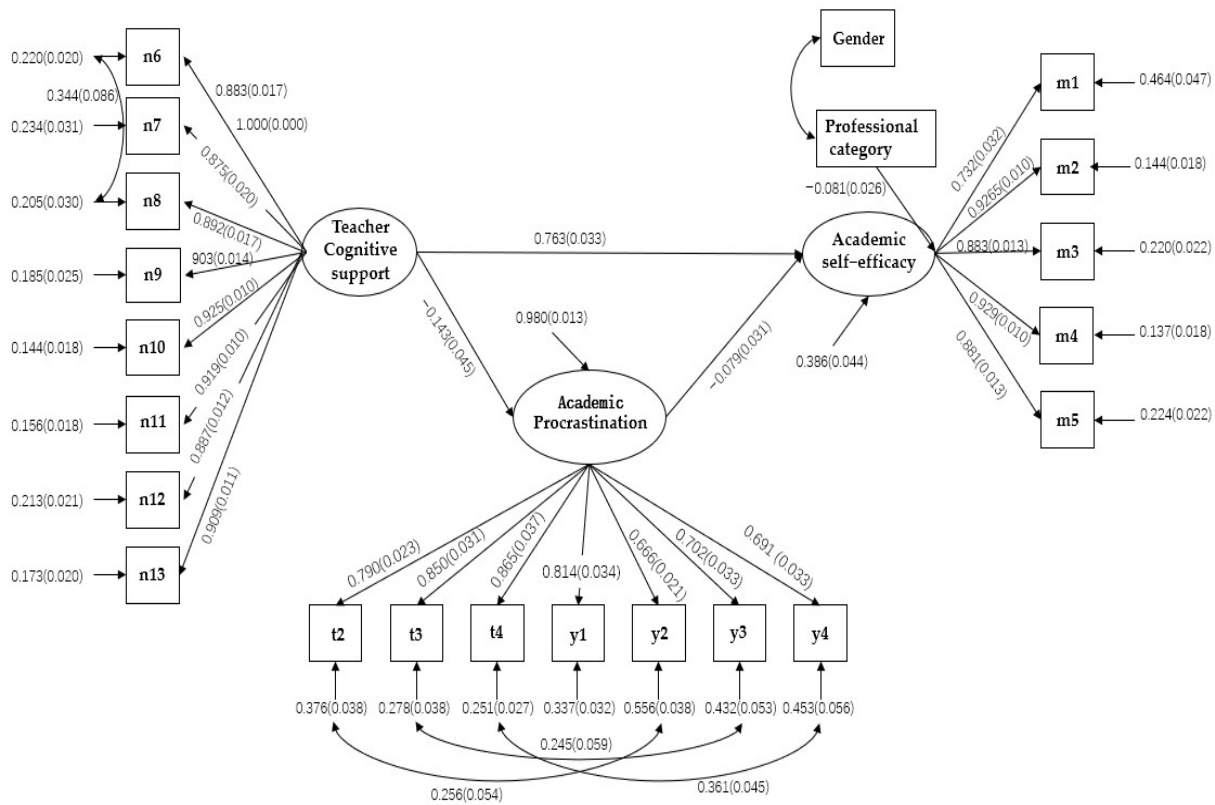 Gender
n6
0.220(0.020)
0.464(0.047)
m1
0.883(0.017)
0.344(0.086)
1.000(0.000)
n7
0.234(0.031)
Professional
category
0.732(0.032)
m2
0.144(0.018)
0.875(0.020)
−0.081(0.026)
0.9265(0.010)
0.205(0.030)
n8
0.892(0.017)
Teacher
Cognitive
support
0.763(0.033)
Academic
self−efficacy
0.883(0.013)
m3
0.220(0.022)
903(0.014)
0.185(0.025)
n9
0.925(0.010)
0.929(0.010)
−0.143(0.045)
0.980(0.013)
−0.079(0.031)
0.386(0.044)
m4
0.137(0.018)
0.144(0.018)
n10
0.919(0.010)
0.881(0.013)
Academic
Procrastination
m5
0.224(0.022)
0.156(0.018)
n11
0.887(0.012)
0.213(0.021)
n12
0.909(0.011)
0.173(0.020)
n13
0.790(0.023)
0.850(0.031)
0.865(0.037)
0.814(0.034)
0.666(0.021)
0.702(0.033)
0.691 (0.033)
t2
t3
t4
y1
y2
y3
y4
0.376(0.038)
0.278(0.038)
0.251(0.027)
0.337(0.032)
0.556(0.038)
0.432(0.053)
0.453(0.056)
0.245(0.059)
0.256(0.054)
0.361(0.045)